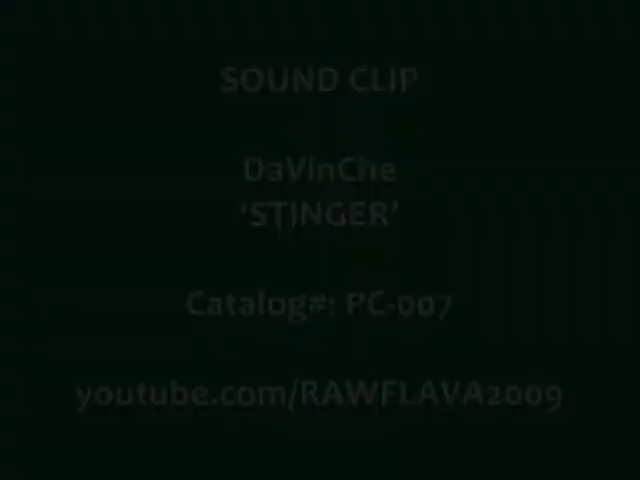 SOUND CLIP
DaVinChe
‘STINGER’
Catalog#: PC-007
youtube.com/RAWFLAVA2009